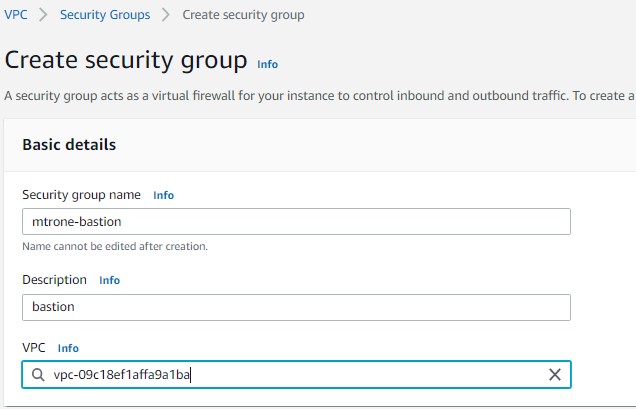 VPC > Security Groups > Create security group
Create security group Info
A security group acts as a virtual firewall for your instance to control inbound and outbound traffic. To create a
Basic details
Security group name Info
mtrone-bastion
Name cannot be edited after creation.
Description Info
bastion
VPC Info
vpc-09c18ef1affa9a1ba